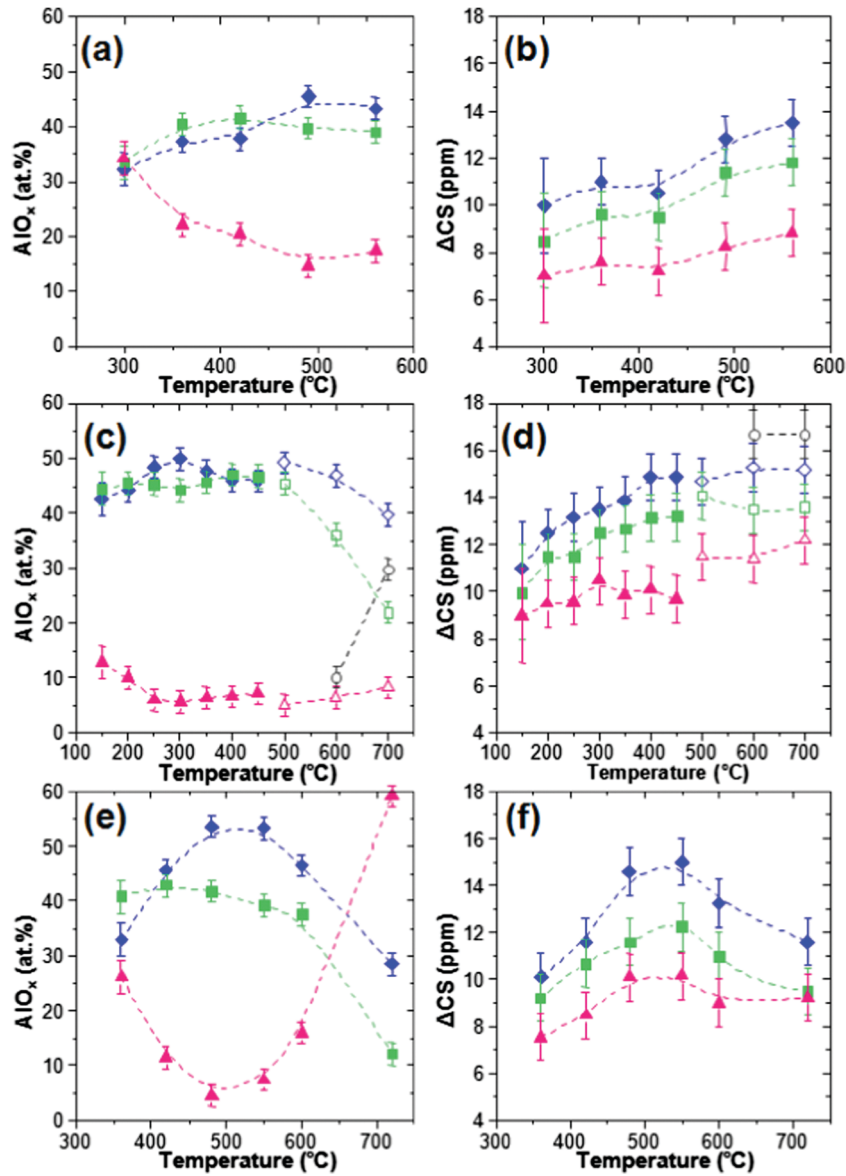 (a)
60
50
40
30
20
10
0
AlOₓ (at.%)
300 400 500 600
Temperature (°C)
(b)
18
16
14
12
10
8
6
4
ΔCS (ppm)
300 400 500 600
Temperature (°C)
(c)
60
50
40
30
20
10
0
AlOₓ (at.%)
100 200 300 400 500 600 700
Temperature (°C)
(d)
18
16
14
12
10
8
6
4
ΔCS (ppm)
100 200 300 400 500 600 700
Temperature (°C)
(e)
60
50
40
30
20
10
0
AlOₓ (at.%)
300 400 500 600 700
Temperature (°C)
(f)
18
16
14
12
10
8
6
4
ΔCS (ppm)
300 400 500 600 700
Temperature (°C)